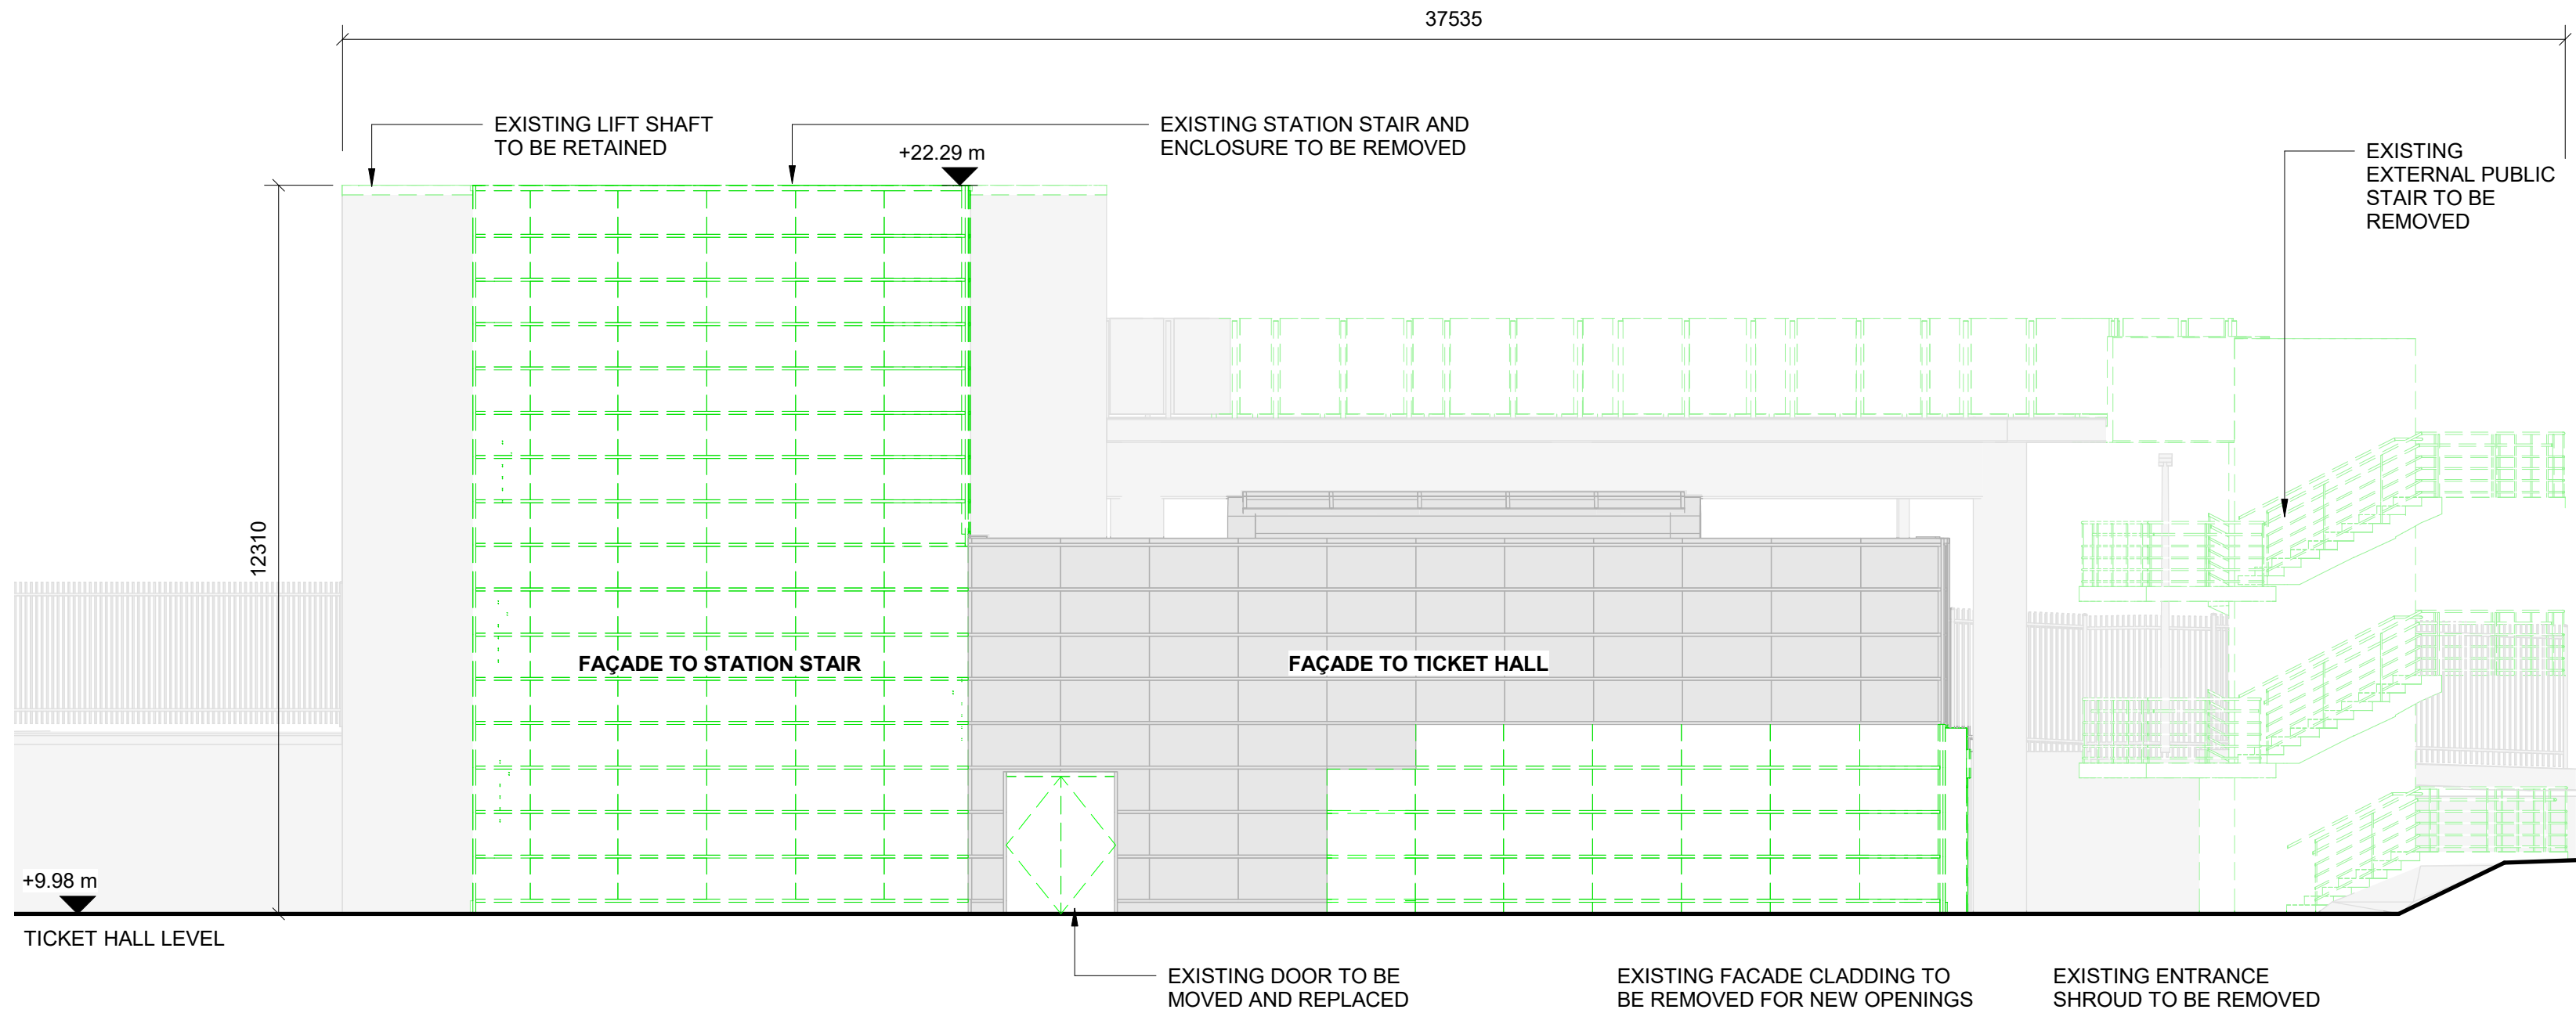 37535
EXISTING LIFT SHAFT
TO BE RETAINED
+22.29 m
EXISTING STATION STAIR AND
ENCLOSURE TO BE REMOVED
EXISTING
EXTERNAL PUBLIC
STAIR TO BE
REMOVED
12310
FAÇADE TO STATION STAIR
FAÇADE TO TICKET HALL
+9.98 m
TICKET HALL LEVEL
EXISTING DOOR TO BE
MOVED AND REPLACED
EXISTING FACADE CLADDING TO
BE REMOVED FOR NEW OPENINGS
EXISTING ENTRANCE
SHROUD TO BE REMOVED